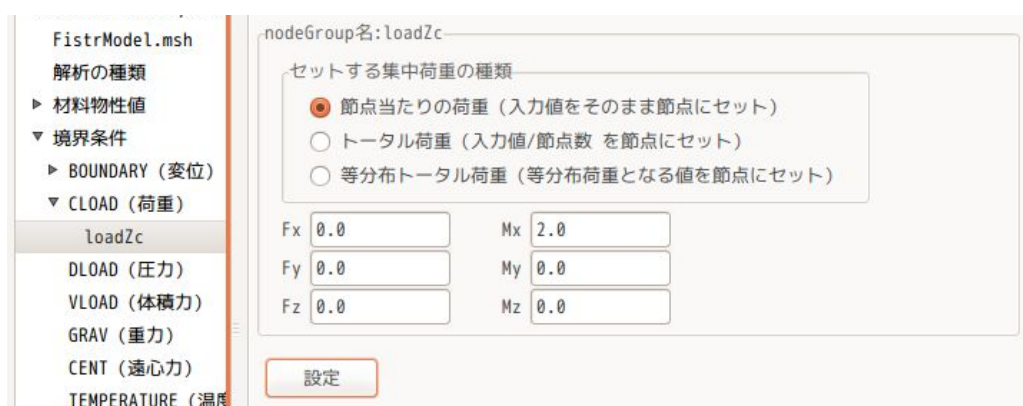 FistrModel.msh
解析の種類
▶ 材料物性値
▼ 境界条件
▶ BOUNDARY (変位)
▼ CLOAD (荷重)
loadZc
DLOAD (圧力)
VLOAD (体積力)
GRAV (重力)
CENT (遠心力)
TEMPERATURE (温度
nodeGroup名:loadZc
セットする集中荷重の種類
節点当たりの荷重 (入力値をそのまま節点にセット)
トータル荷重 (入力値/節点数 を節点にセット)
等分布トータル荷重 (等分布荷重となる値を節点にセット)
Fx 0.0 Mx 2.0
Fy 0.0 My 0.0
Fz 0.0 Mz 0.0
設定